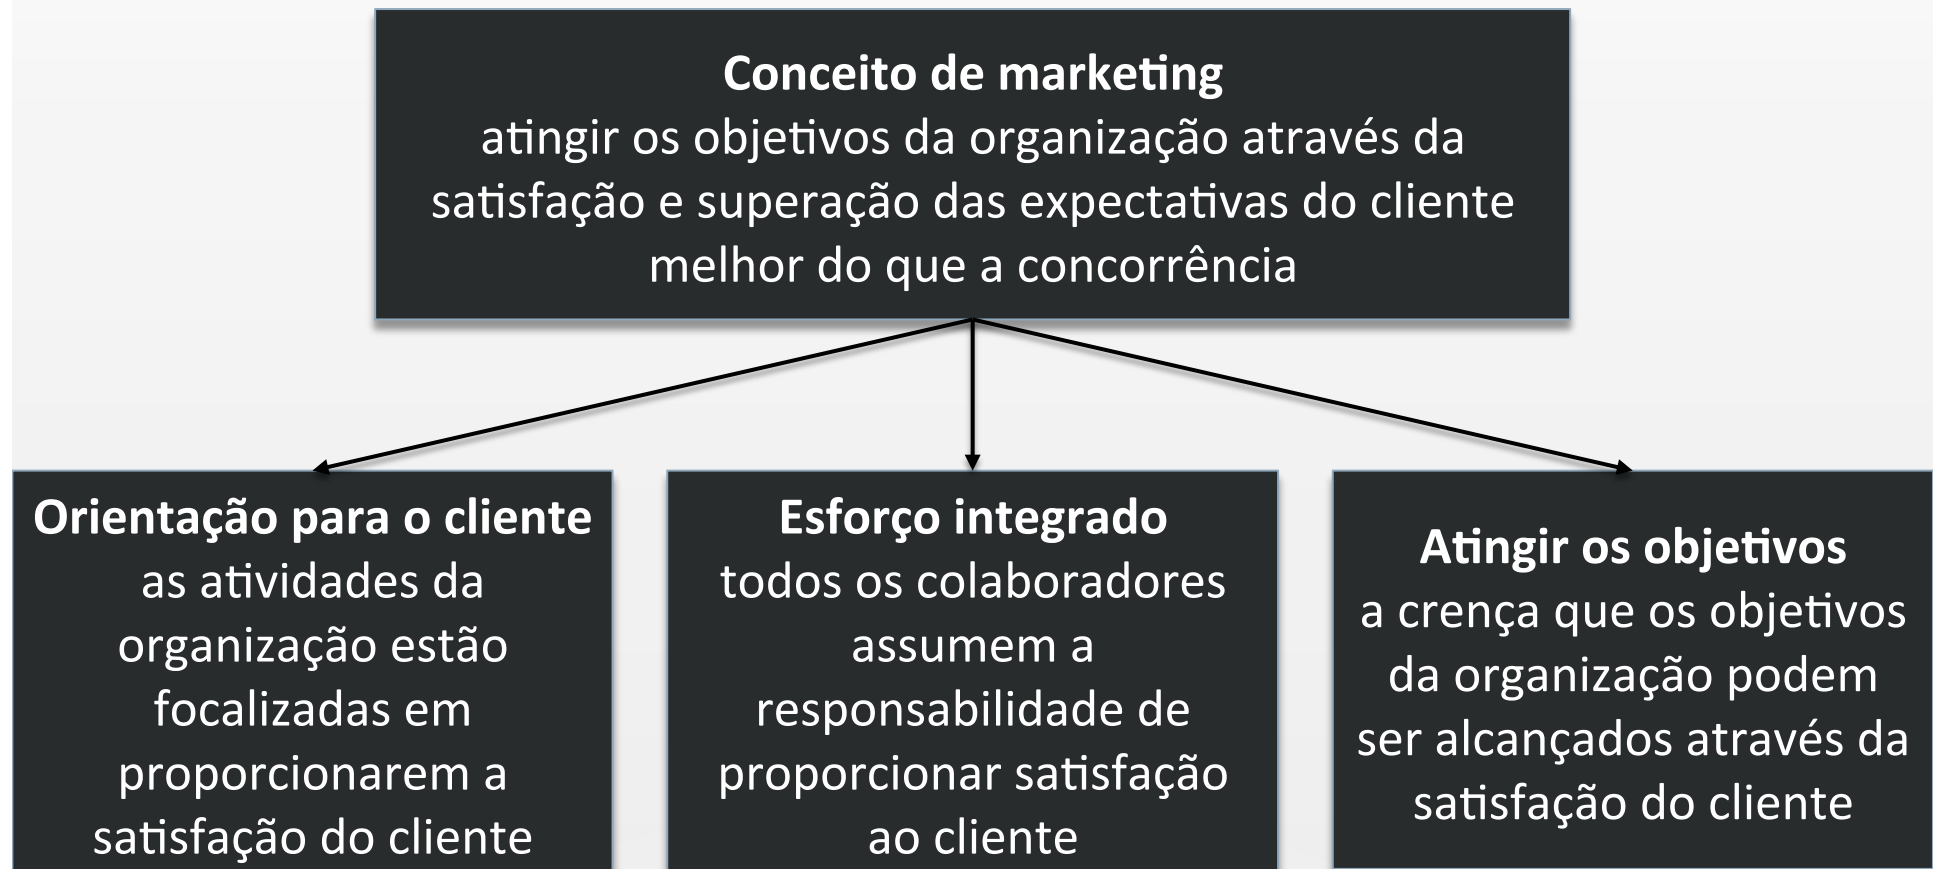 Conceito de marketing
atingir os objetivos da organização através da
satisfação e superação das expectativas do cliente
melhor do que a concorrência
Orientação para o cliente
as atividades da
organização estão
focalizadas em
proporcionarem a
satisfação do cliente
Esforço integrado
todos os colaboradores
assumem a
responsabilidade de
proporcionar satisfação
ao cliente
Atingir os objetivos
a crença que os objetivos
da organização podem
ser alcançados através da
satisfação do cliente